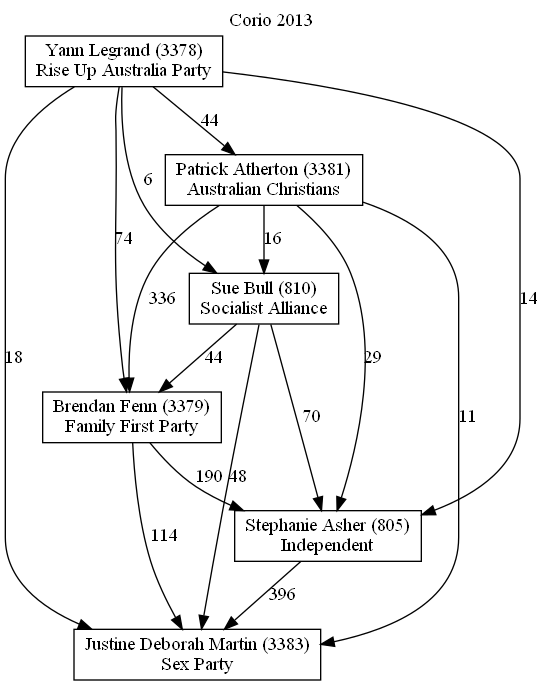 Corio 2013
Yann Legrand (3378)
Rise Up Australia Party
44
Patrick Atherton (3381)
Australian Christians
6
74
16
336
14
Sue Bull (810)
Socialist Alliance
18
44
29
Brendan Fenn (3379)
Family First Party
70
11
190
48
Stephanie Asher (805)
Independent
114
396
Justine Deborah Martin (3383)
Sex Party